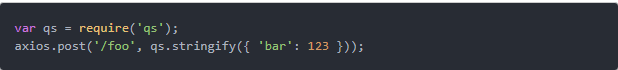 var qs = require('qs');
axios.post('/foo', qs.stringify({ 'bar': 123 }));